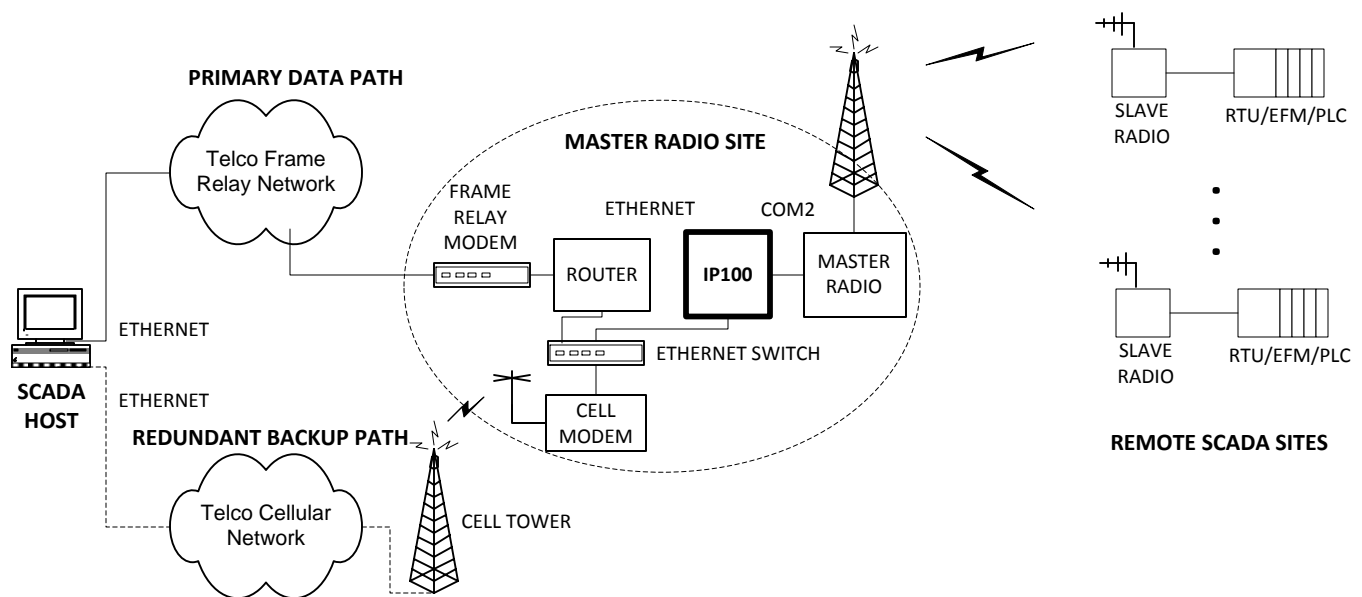 PRIMARY DATA PATH
Telco Frame
Relay Network
MASTER RADIO SITE
FRAME
RELAY
MODEM
ROUTER
ETHERNET
IP100
COM2
MASTER
RADIO
ETHERNET SWITCH
CELL
MODEM
SLAVE
RADIO
RTU/EFM/PLC
SLAVE
RADIO
RTU/EFM/PLC
REMOTE SCADA SITES
ETHERNET
SCADA
HOST
ETHERNET
REDUNDANT BACKUP PATH
Telco Cellular
Network
CELL TOWER